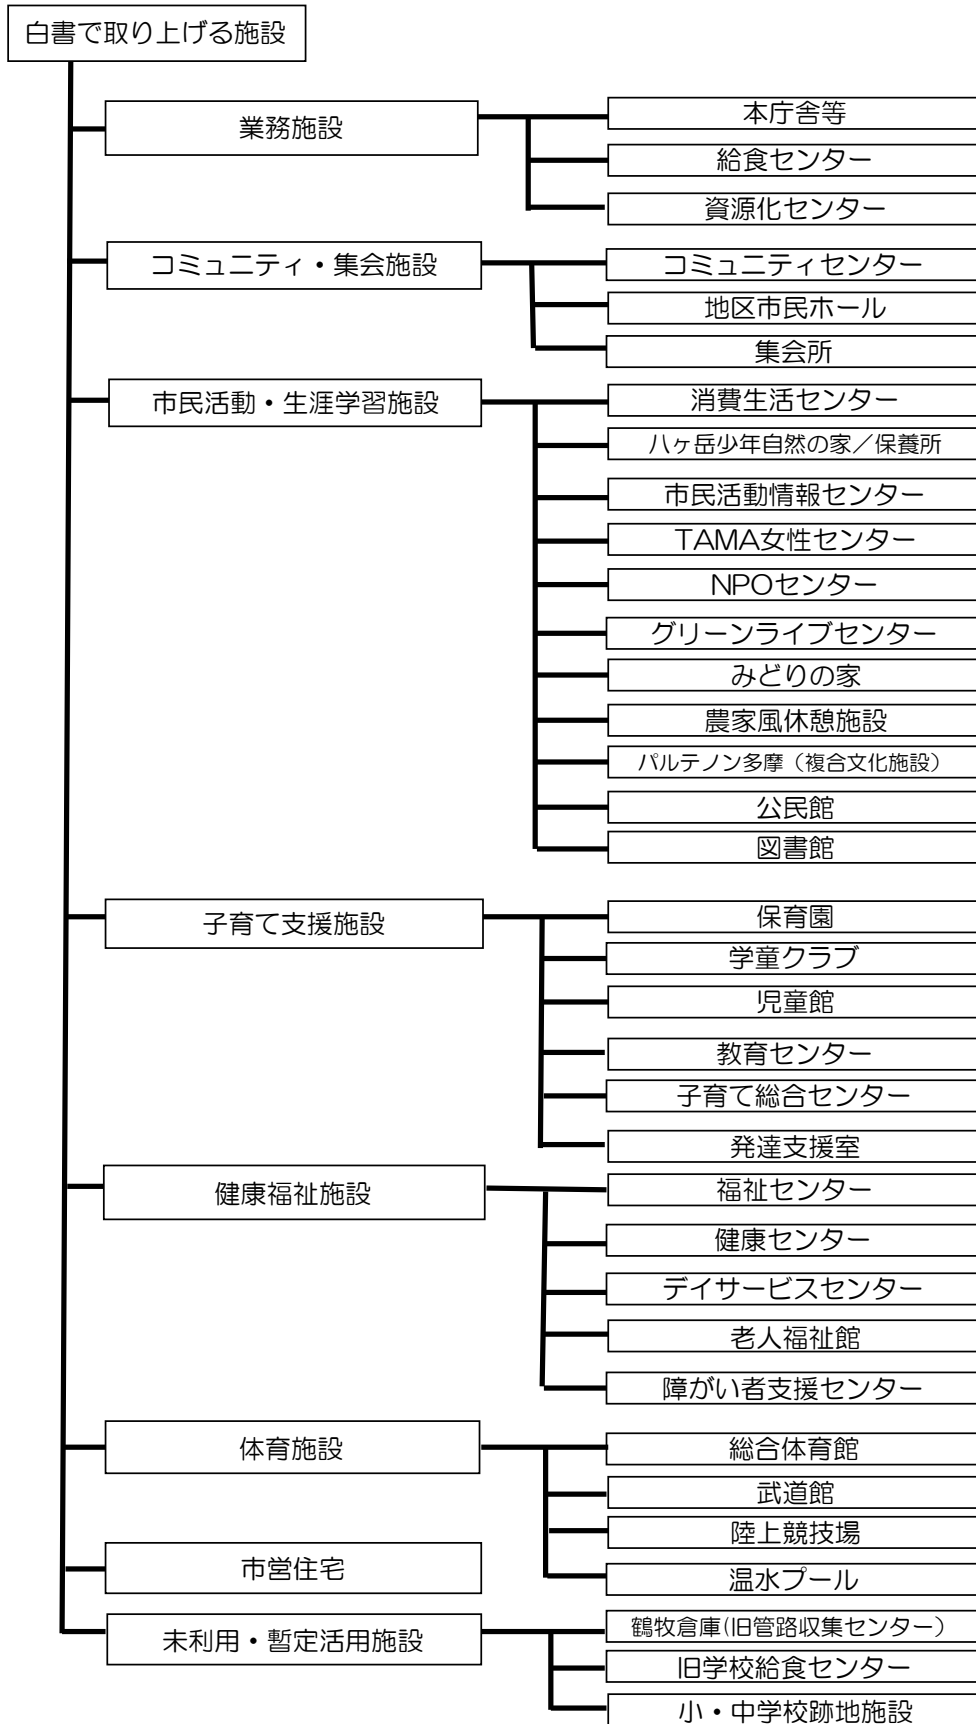 白書で取り上げる施設
業務施設
本庁舎等
給食センター
資源化センター
コミュニティ・集会施設
コミュニティセンター
地区市民ホール
集会所
市民活動・生涯学習施設
消費生活センター
八ヶ岳少年自然の家／保養所
市民活動情報センター
TAMA女性センター
NPOセンター
グリーンライブセンター
みどりの家
農家風休憩施設
パルテノン多摩（複合文化施設）
公民館
図書館
子育て支援施設
保育園
学童クラブ
児童館
教育センター
子育て総合センター
発達支援室
健康福祉施設
福祉センター
健康センター
デイサービスセンター
老人福祉館
障がい者支援センター
体育施設
総合体育館
武道館
陸上競技場
温水プール
市営住宅
未利用・暫定活用施設
鶴牧倉庫(旧管路収集センター）
旧学校給食センター
小・中学校跡地施設